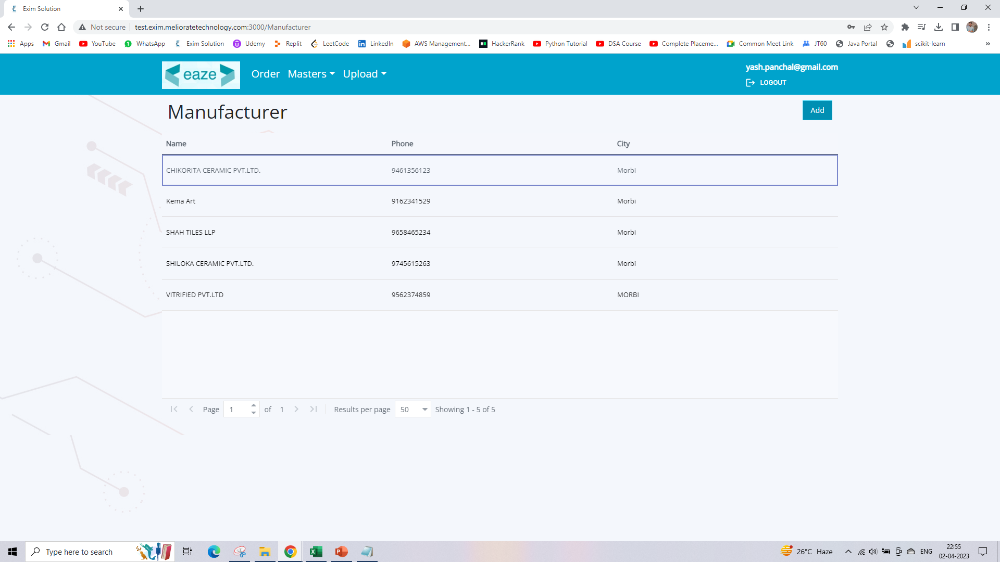 Exim Solution
Not secure test.exim.melioratetechnology.com:3000/Manufacturer
Apps Gmail YouTube WhatsApp Exim Solution Udemy Replit LeetCode LinkedIn AWS Management... HackerRank Python Tutorial DSA Course Complete Placeme... Common Meet Link JT60 Java Portal scikit-learn »
eaze Order Masters Upload
yash.panchal@gmail.com
LOGOUT
Manufacturer Add
Name Phone City
CHIKORITA CERAMIC PVT.LTD. 9461356123 Morbi
Kema Art 9162341529 Morbi
SHAH TILES LLP 9658465234 Morbi
SHILOKA CERAMIC PVT.LTD. 9745615263 Morbi
VITRIFIED PVT.LTD 9562374859 MORBI
Page 1 of 1 Results per page 50 Showing 1 - 5 of 5
Type here to search 26°C Haze ENG 22:55
02-04-2023